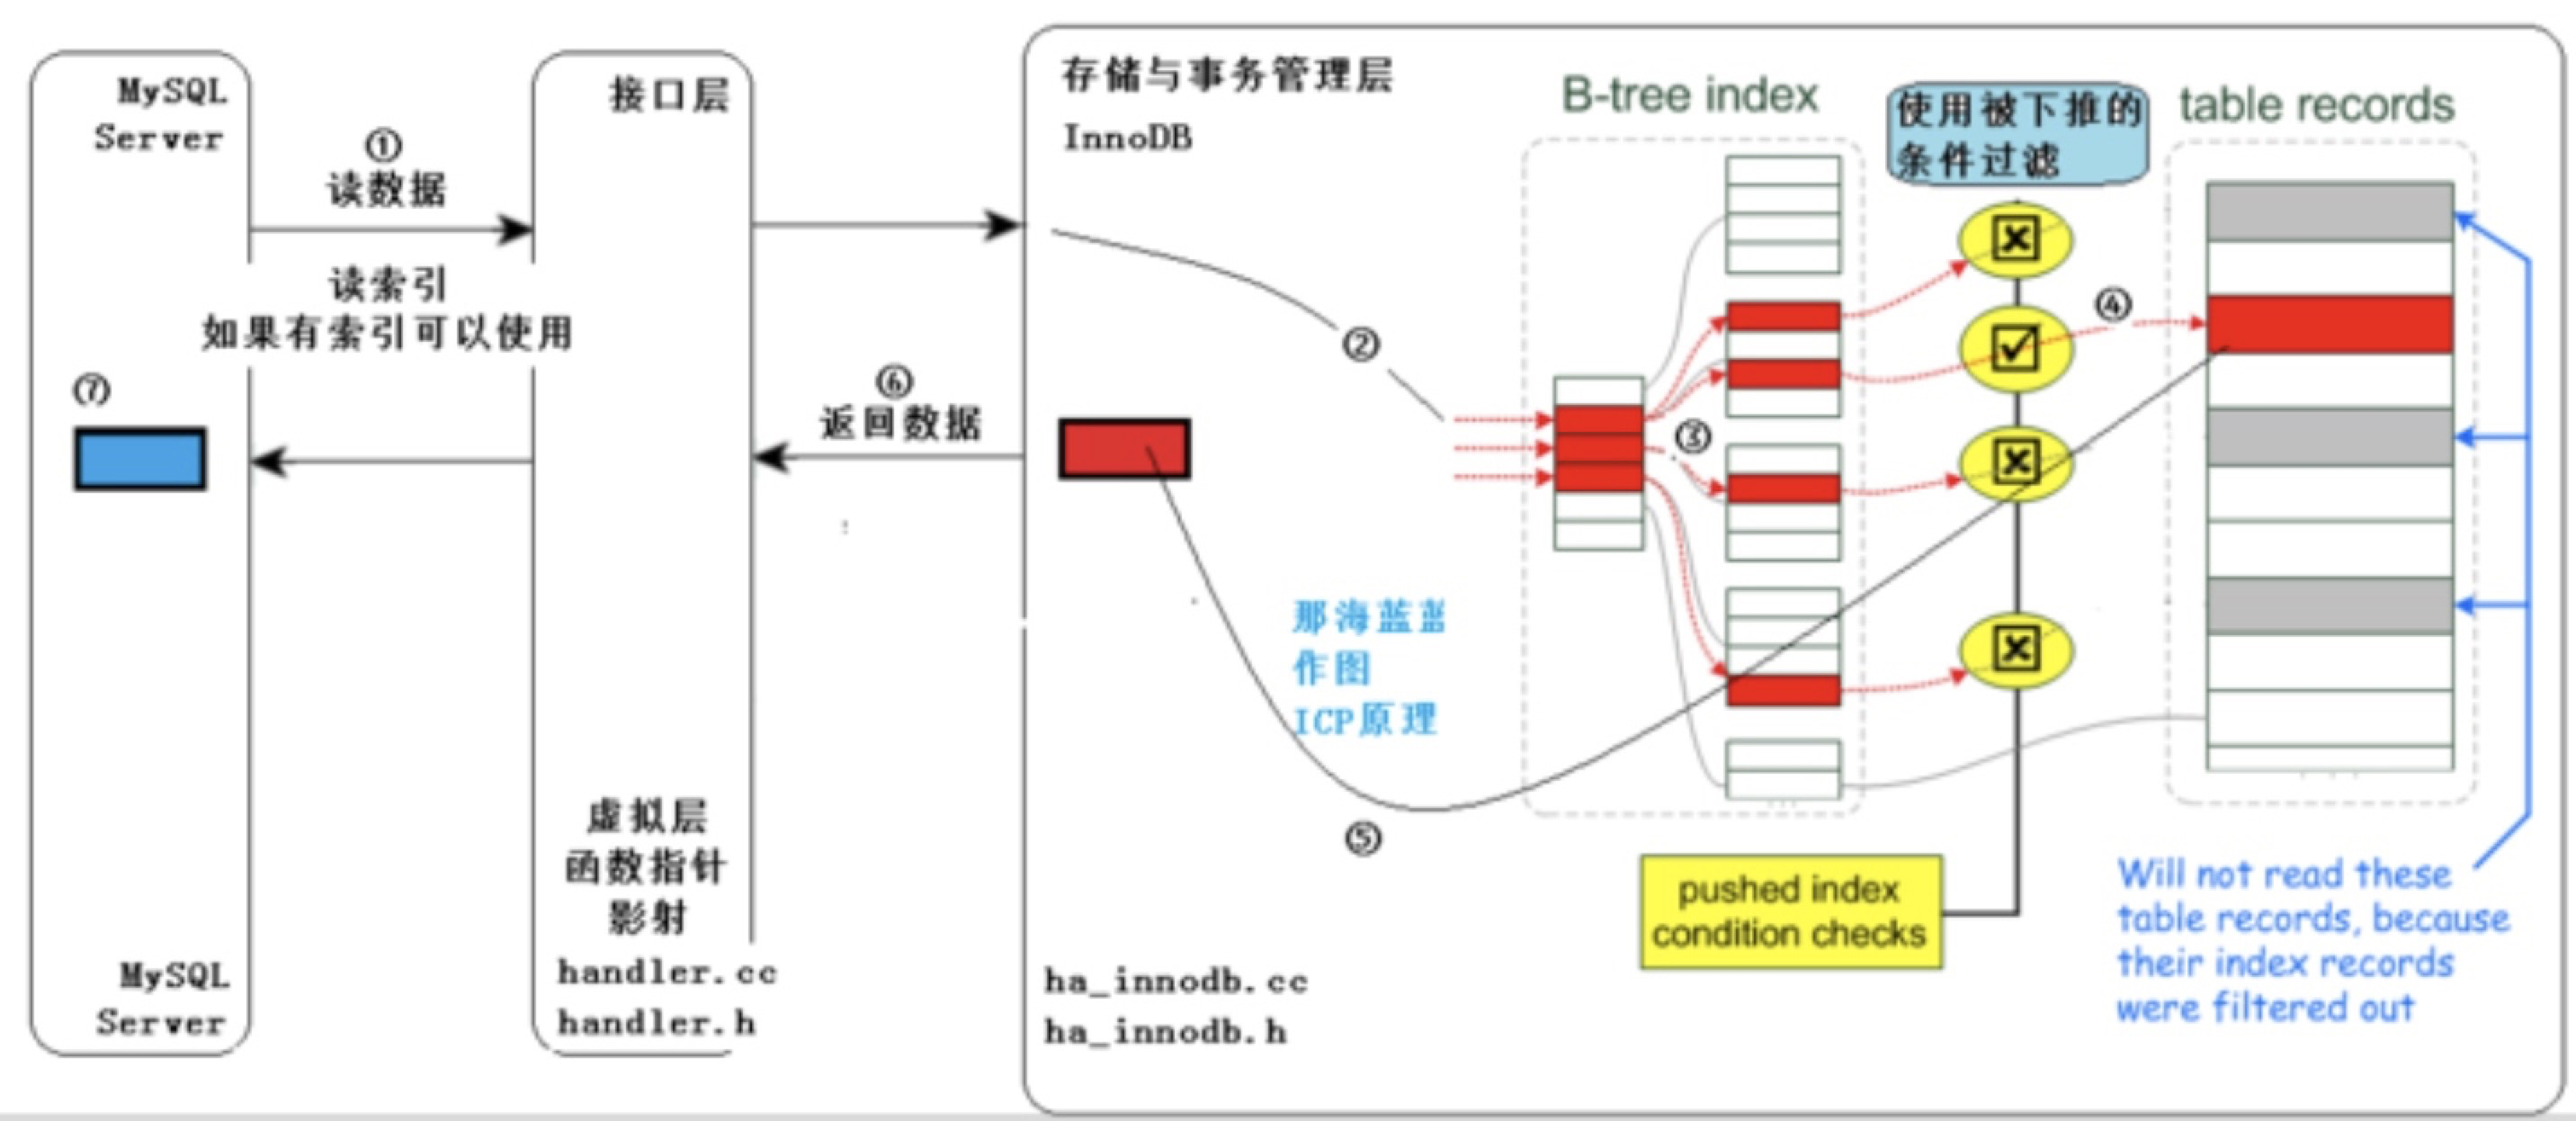 MySQL
Server
①
读数据
读索引
如果有索引可以使用
⑦
MySQL
Server
接口层
⑥
返回数据
虚拟层
函数指针
影射
handler.cc
handler.h
存储与事务管理层
InnoDB
②
③
④
⑤
那海蓝蓝
作图
ICP原理
ha_innodb.cc
ha_innodb.h
B-tree index
使用被下推的
条件过滤
table records
pushed index
condition checks
Will not read these
table records, because
their index records
were filtered out